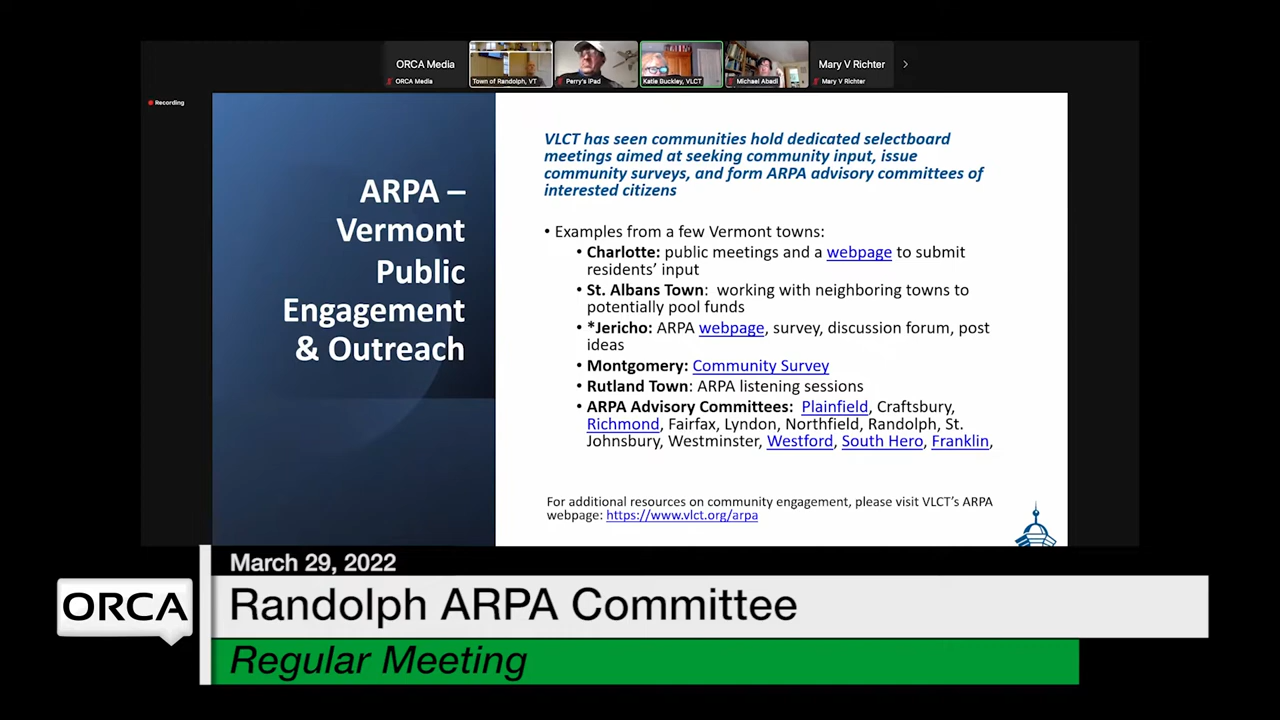 ORCA Media
Mary V Richter
ORCA Media
Town of Randolph, VT
Perry's iPad
Katie Buckley, VLCT
Michael Abadi
Mary V Richter
Recording
ARPA –
Vermont
Public
Engagement
& Outreach
VLCT has seen communities hold dedicated selectboard
meetings aimed at seeking community input, issue
community surveys, and form ARPA advisory committees of
interested citizens
• Examples from a few Vermont towns:
• Charlotte: public meetings and a webpage to submit
residents’ input
• St. Albans Town: working with neighboring towns to
potentially pool funds
• *Jericho: ARPA webpage, survey, discussion forum, post
ideas
• Montgomery: Community Survey
• Rutland Town: ARPA listening sessions
• ARPA Advisory Committees: Plainfield, Craftsbury,
Richmond, Fairfax, Lyndon, Northfield, Randolph, St.
Johnsbury, Westminster, Westford, South Hero, Franklin,
For additional resources on community engagement, please visit VLCT’s ARPA
webpage: https://www.vlct.org/arpa
March 29, 2022
ORCA
Randolph ARPA Committee
Regular Meeting